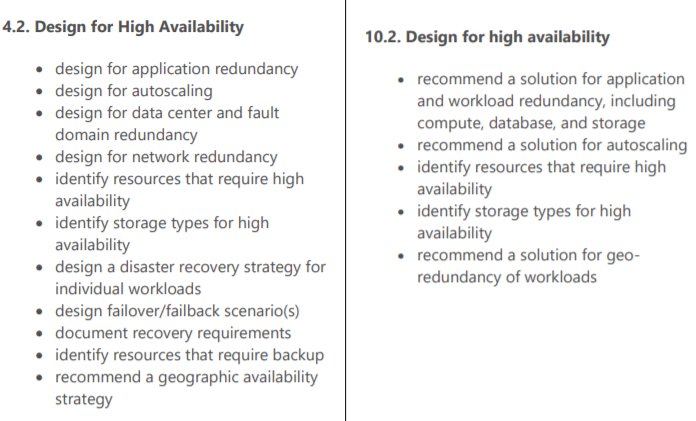 4.2. Design for High Availability
• design for application redundancy
• design for autoscaling
• design for data center and fault
domain redundancy
• design for network redundancy
• identify resources that require high
availability
• identify storage types for high
availability
• design a disaster recovery strategy for
individual workloads
• design failover/failback scenario(s)
• document recovery requirements
• identify resources that require backup
• recommend a geographic availability
strategy
10.2. Design for high availability
• recommend a solution for application
and workload redundancy, including
compute, database, and storage
• recommend a solution for autoscaling
• identify resources that require high
availability
• identify storage types for high
availability
• recommend a solution for geo-
redundancy of workloads